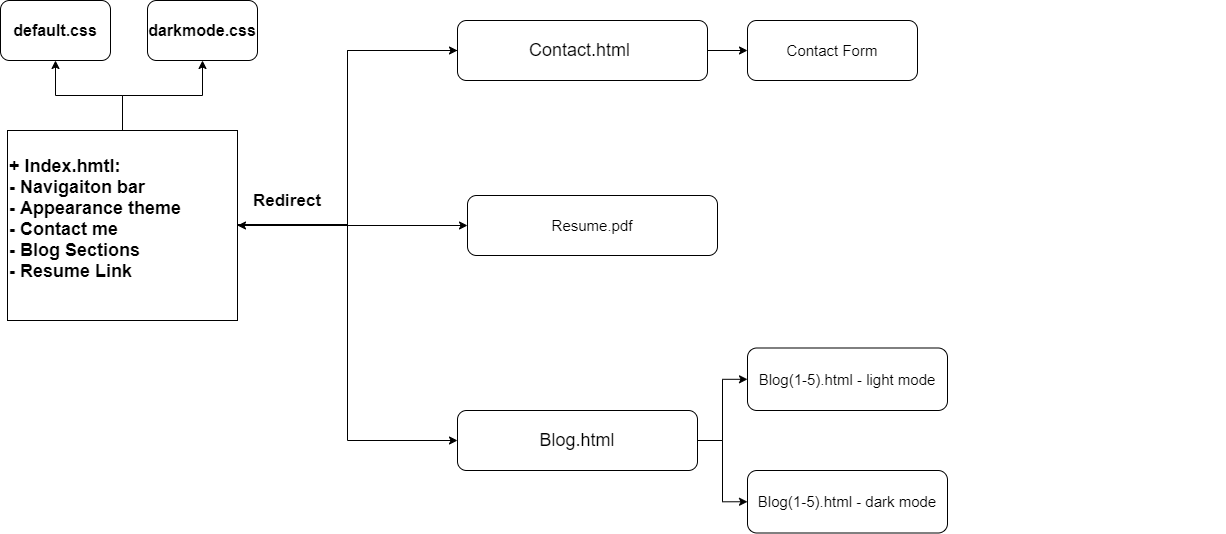 default.css
darkmode.css
Contact.html
Contact Form
+ Index.hmtl:
- Navigaiton bar
- Appearance theme
- Contact me
- Blog Sections
- Resume Link
Redirect
Resume.pdf
Blog.html
Blog(1-5).html - light mode
Blog(1-5).html - dark mode